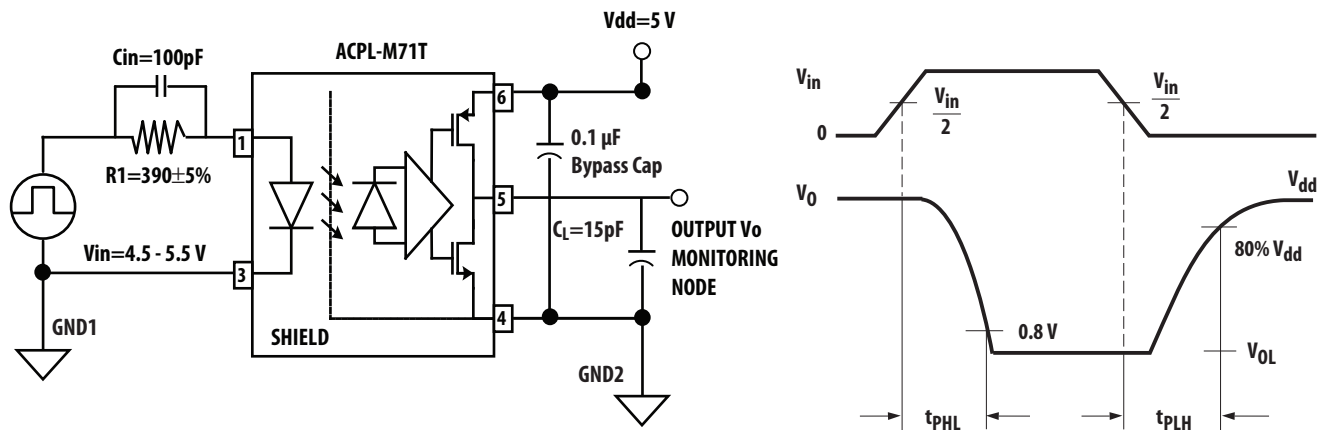 Vdd=5 V
Cin=100pF
ACPL-M71T
6
1
R1=390±5%
0.1 µF
Bypass Cap
5
CL=15pF
OUTPUT Vo
MONITORING
NODE
Vin=4.5 - 5.5 V
3
GND1
SHIELD
4
GND2
Vin
Vin
2
Vin
2
0
VO
Vdd
80% Vdd
0.8 V
VOL
tPHL
tPLH